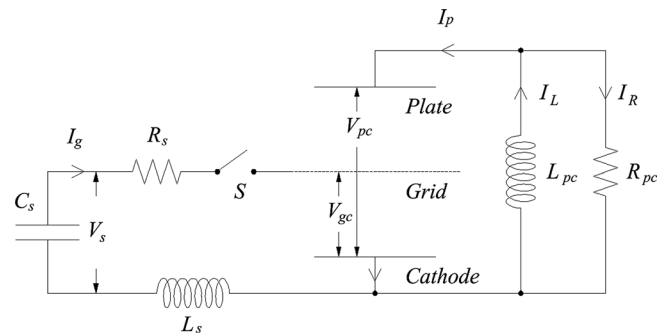 I_p
Plate
I_L
I_R
V_pc
I_g
R_s
S
Grid
L_pc
R_pc
C_s
V_s
V_gc
Cathode
L_s